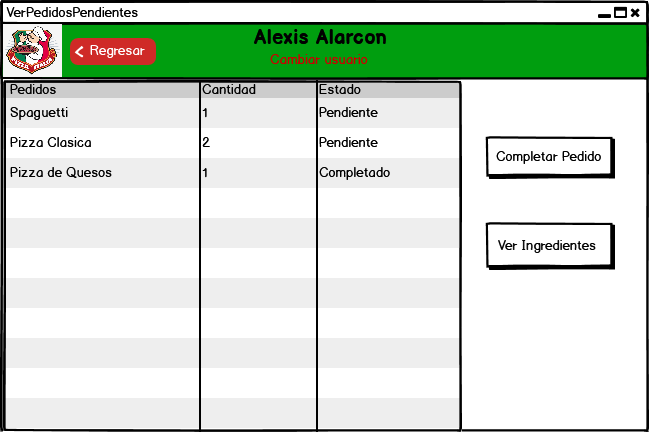 VerPedidosPendientes
Regresar
Alexis Alarcon
Cambiar usuario
Pedidos Cantidad Estado
Spaguetti 1 Pendiente
Pizza Clasica 2 Pendiente
Pizza de Quesos 1 Completado
Completar Pedido
Ver Ingredientes